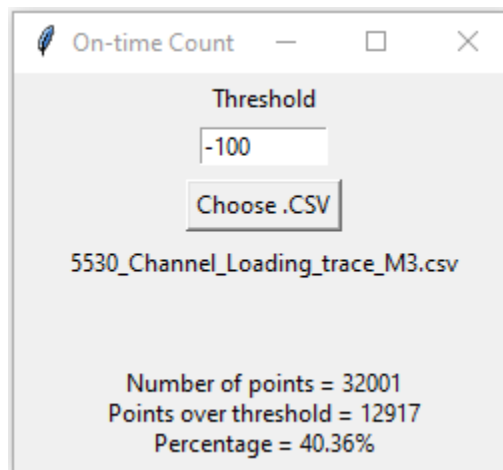 On-time Count
Threshold
-100
Choose .CSV
5530_Channel_Loading_trace_M3.csv
Number of points = 32001
Points over threshold = 12917
Percentage = 40.36%